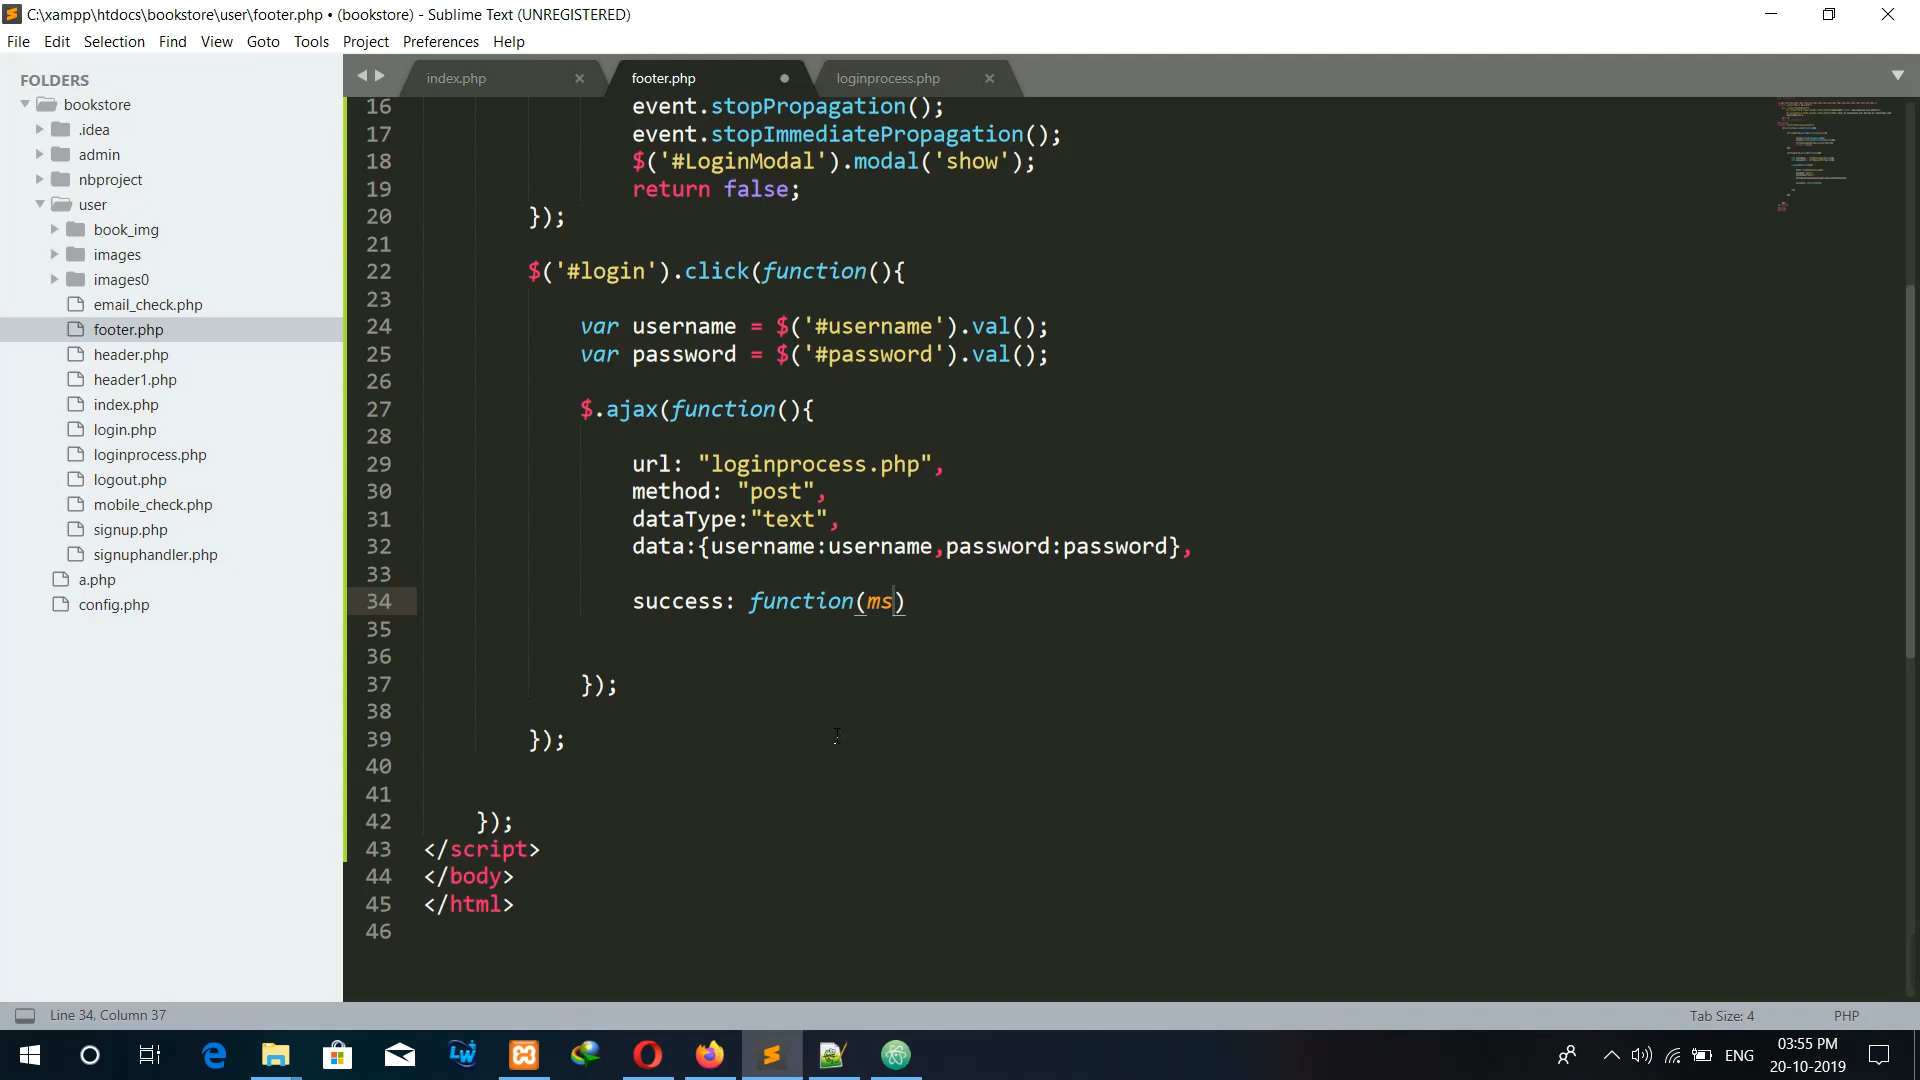 C:\xampp\htdocs\bookstore\user\footer.php • (bookstore) - Sublime Text (UNREGISTERED)
File Edit Selection Find View Goto Tools Project Preferences Help
FOLDERS
bookstore
.idea
admin
nbproject
user
book_img
images
images0
email_check.php
footer.php
header.php
header1.php
index.php
login.php
loginprocess.php
logout.php
mobile_check.php
signup.php
signuphandler.php
a.php
config.php
index.php footer.php loginprocess.php
16 event.stopPropagation();
17 event.stopImmediatePropagation();
18 $('#LoginModal').modal('show');
19 return false;
20 });
21
22 $('#login').click(function(){
23
24 var username = $('#username').val();
25 var password = $('#password').val();
26
27 $.ajax(function(){
28
29 url: "loginprocess.php",
30 method: "post",
31 dataType:"text",
32 data:{username:username,password:password},
33
34 success: function(ms)
35
36
37 });
38
39 });
40
41
42 });
43 </script>
44 </body>
45 </html>
46
Line 34, Column 37 Tab Size: 4 PHP
ENG
03:55 PM
20-10-2019